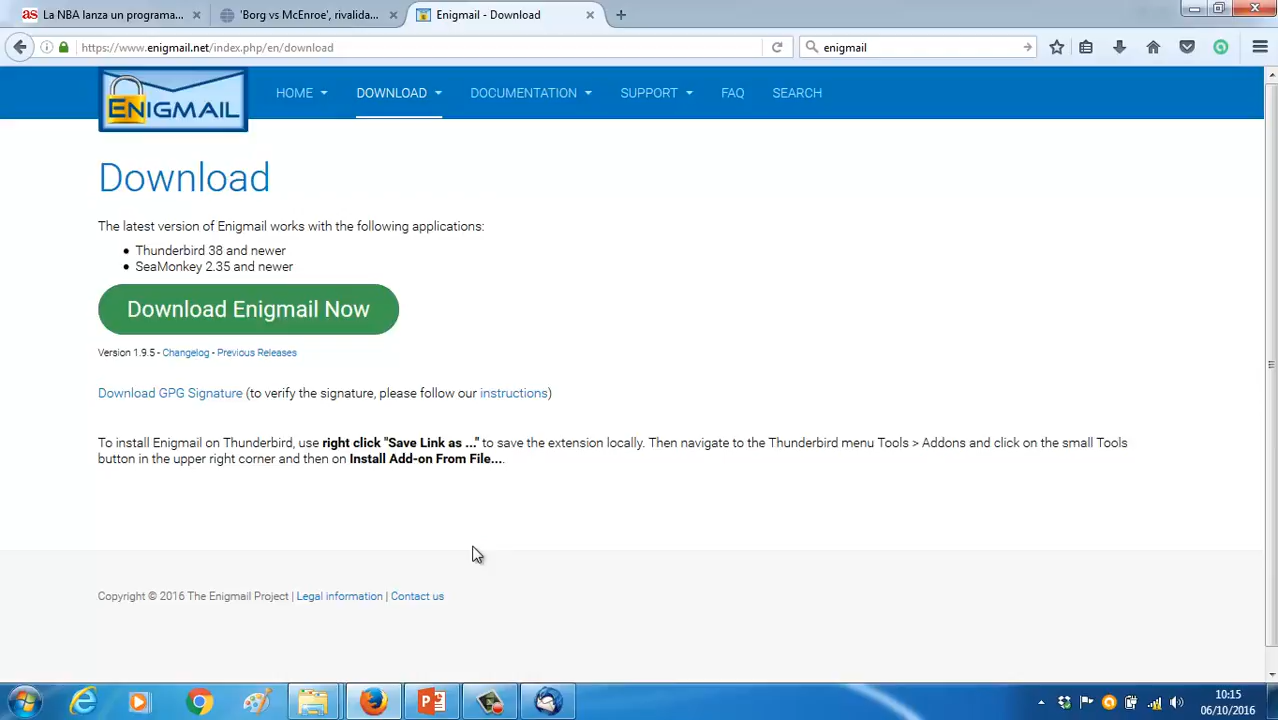 La NBA lanza un programa...
'Borg vs McEnroe', rivalida...
Enigmail - Download
https://www.enigmail.net/index.php/en/download
enigmail
ENIGMAIL
HOME
DOWNLOAD
DOCUMENTATION
SUPPORT
FAQ
SEARCH
Download
The latest version of Enigmail works with the following applications:
Thunderbird 38 and newer
SeaMonkey 2.35 and newer
Download Enigmail Now
Version 1.9.5 - Changelog - Previous Releases
Download GPG Signature (to verify the signature, please follow our instructions)
To install Enigmail on Thunderbird, use right click "Save Link as ..." to save the extension locally. Then navigate to the Thunderbird menu Tools > Addons and click on the small Tools
button in the upper right corner and then on Install Add-on From File....
Copyright © 2016 The Enigmail Project | Legal information | Contact us
10:15
06/10/2016